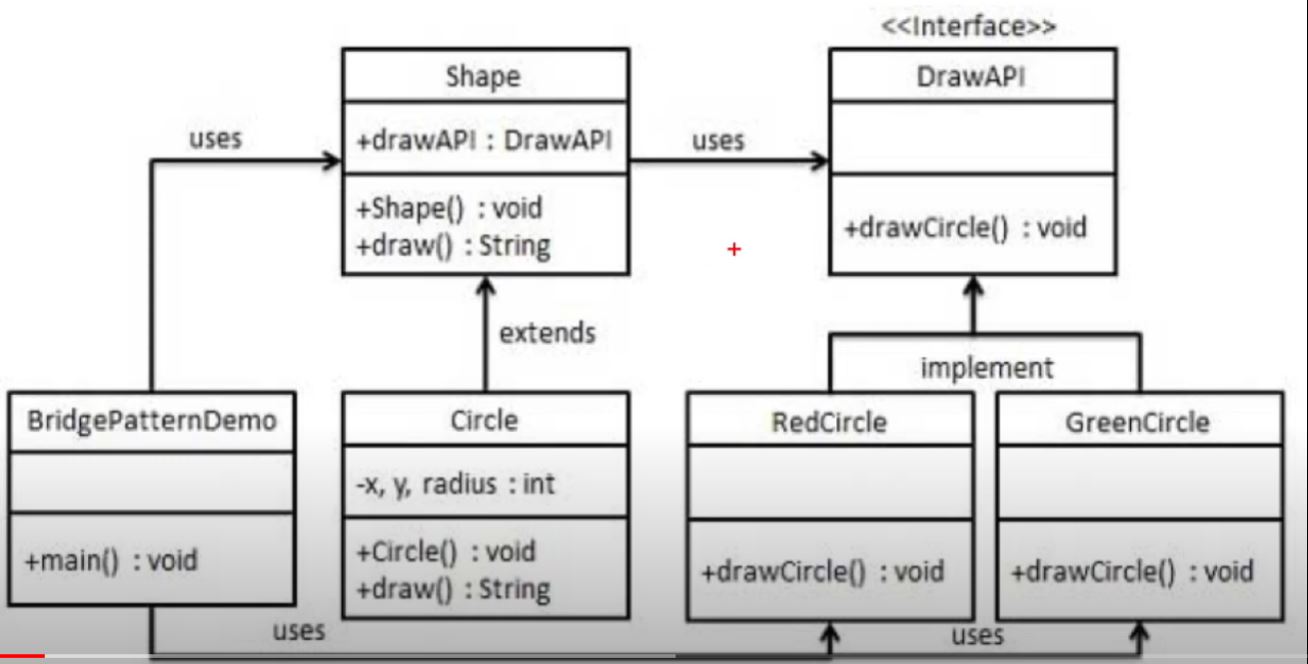 <<Interface>>
Shape
DrawAPI
uses
+drawAPI : DrawAPI
uses
+Shape() : void
+draw() : String
+drawCircle() : void
extends
implement
BridgePatternDemo
Circle
RedCircle
GreenCircle
-x, y, radius : int
+main() : void
+Circle() : void
+draw() : String
+drawCircle() : void
+drawCircle() : void
uses
uses